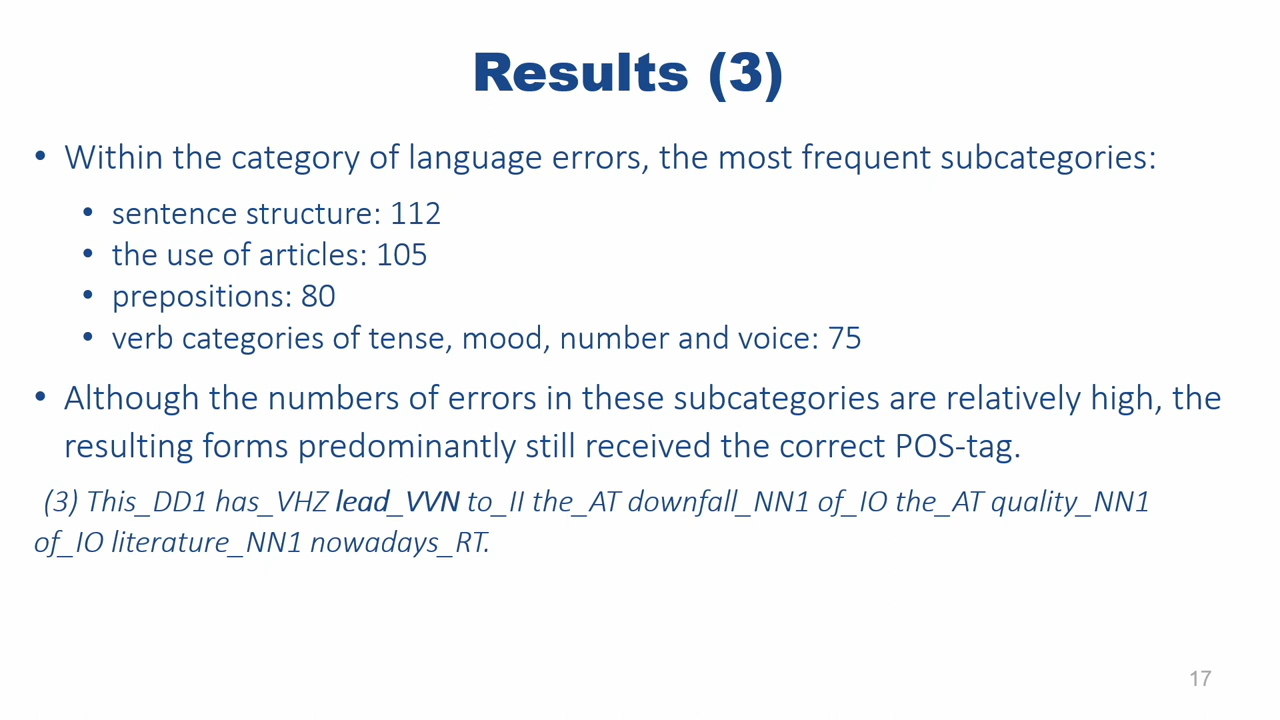 Results (3)
• Within the category of language errors, the most frequent subcategories:
• sentence structure: 112
• the use of articles: 105
• prepositions: 80
• verb categories of tense, mood, number and voice: 75
• Although the numbers of errors in these subcategories are relatively high, the
resulting forms predominantly still received the correct POS-tag.
(3) This_DD1 has_VHZ lead_VVN to_II the_AT downfall_NN1 of_IO the_AT quality_NN1
of_IO literature_NN1 nowadays_RT.
17